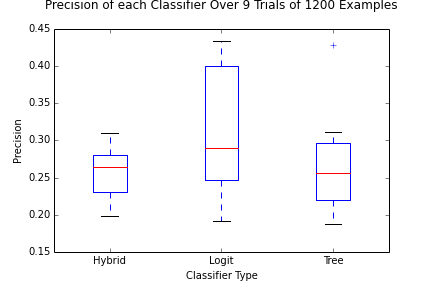 Precision of each Classifier Over 9 Trials of 1200 Examples
0.45
0.40
0.35
0.30
0.25
0.20
0.15
Precision
Hybrid Logit Tree
Classifier Type